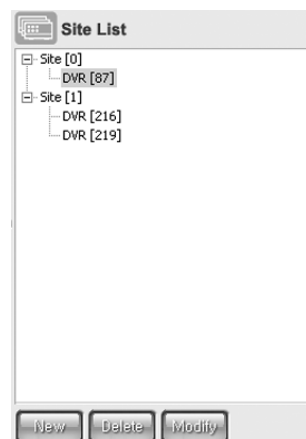 Site List
Site [0]
DVR [87]
Site [1]
DVR [216]
DVR [219]
New Delete Modify